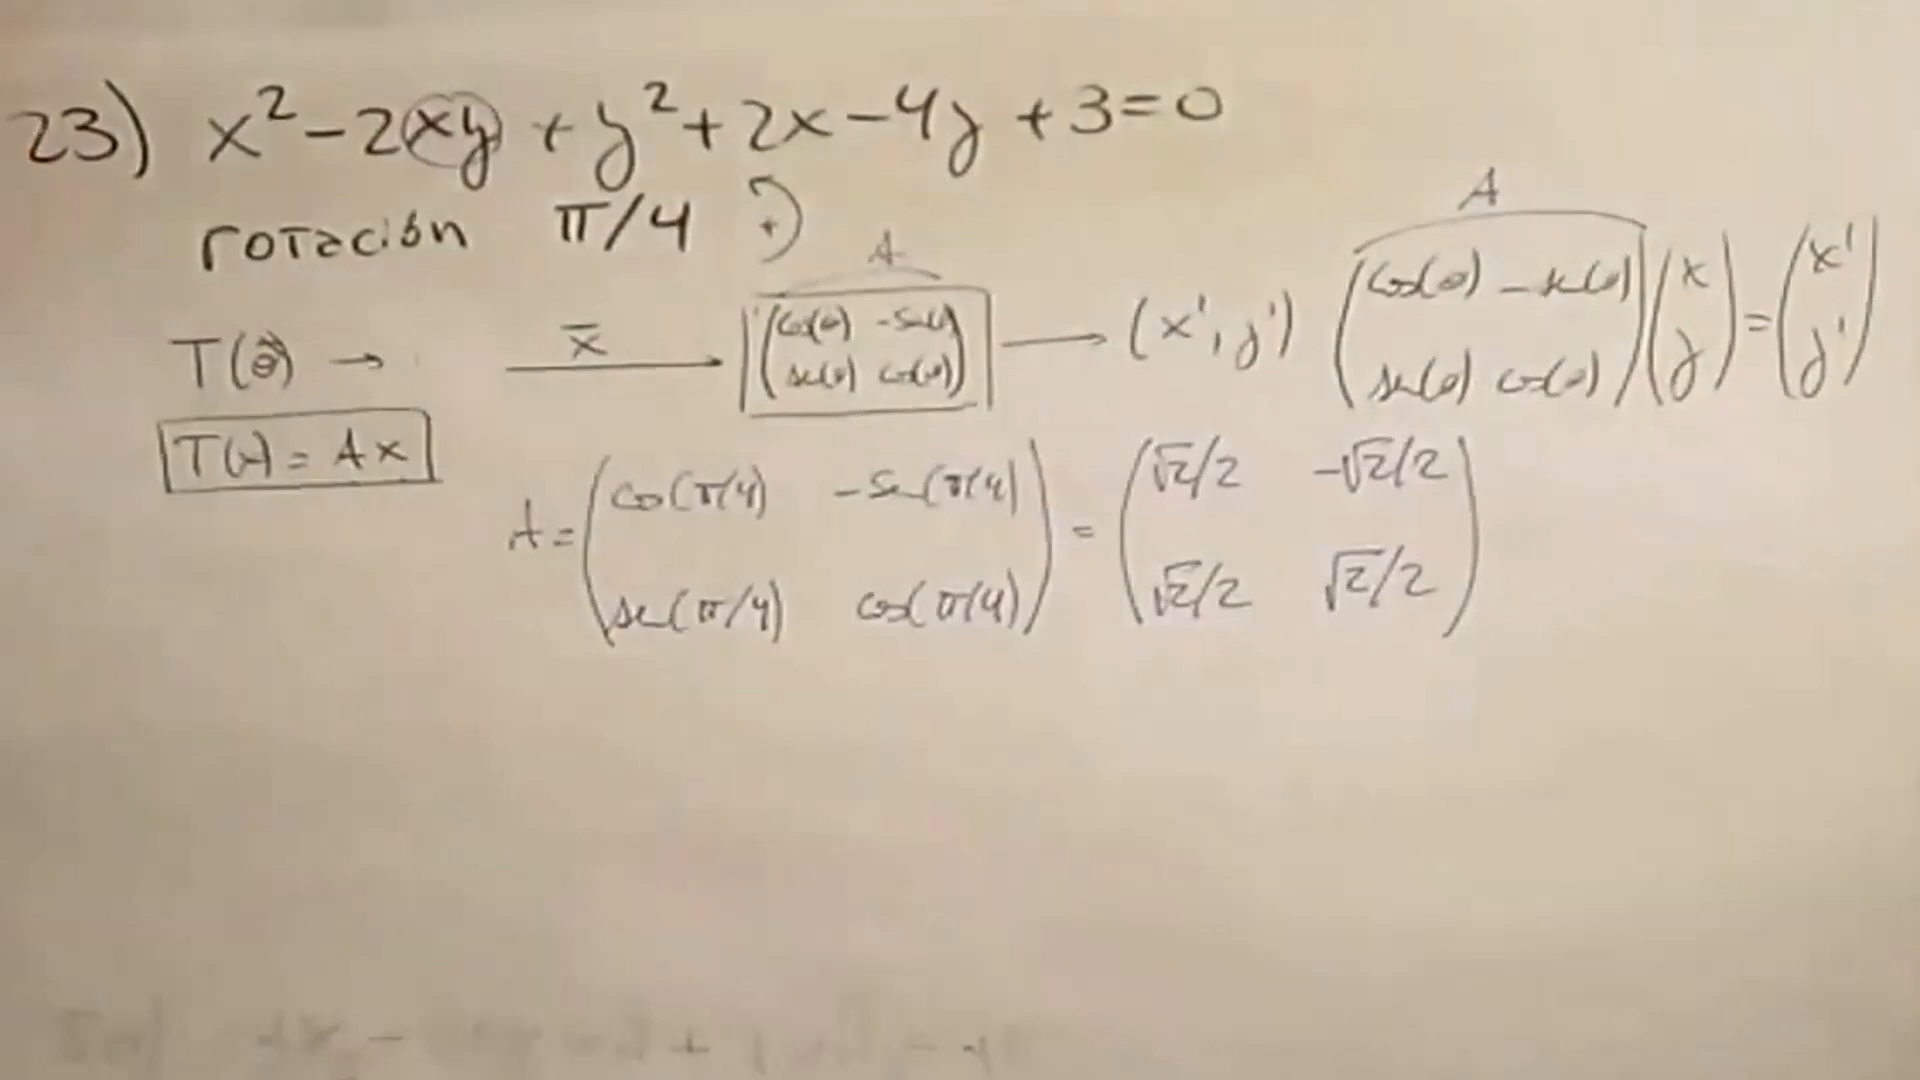 23) x² - 2xy + y² + 2x - 4y + 3 = 0
rotación π/4 +
T(θ) → x̄ A (cos(θ) -sen(θ) sen(θ) cos(θ)) → (x', y') A (cos(θ) -sen(θ) sen(θ) cos(θ)) (x y) = (x' y')
T(x) = Ax
A = (cos(π/4) -sen(π/4) sen(π/4) cos(π/4)) = (√2/2 -√2/2 √2/2 √2/2)